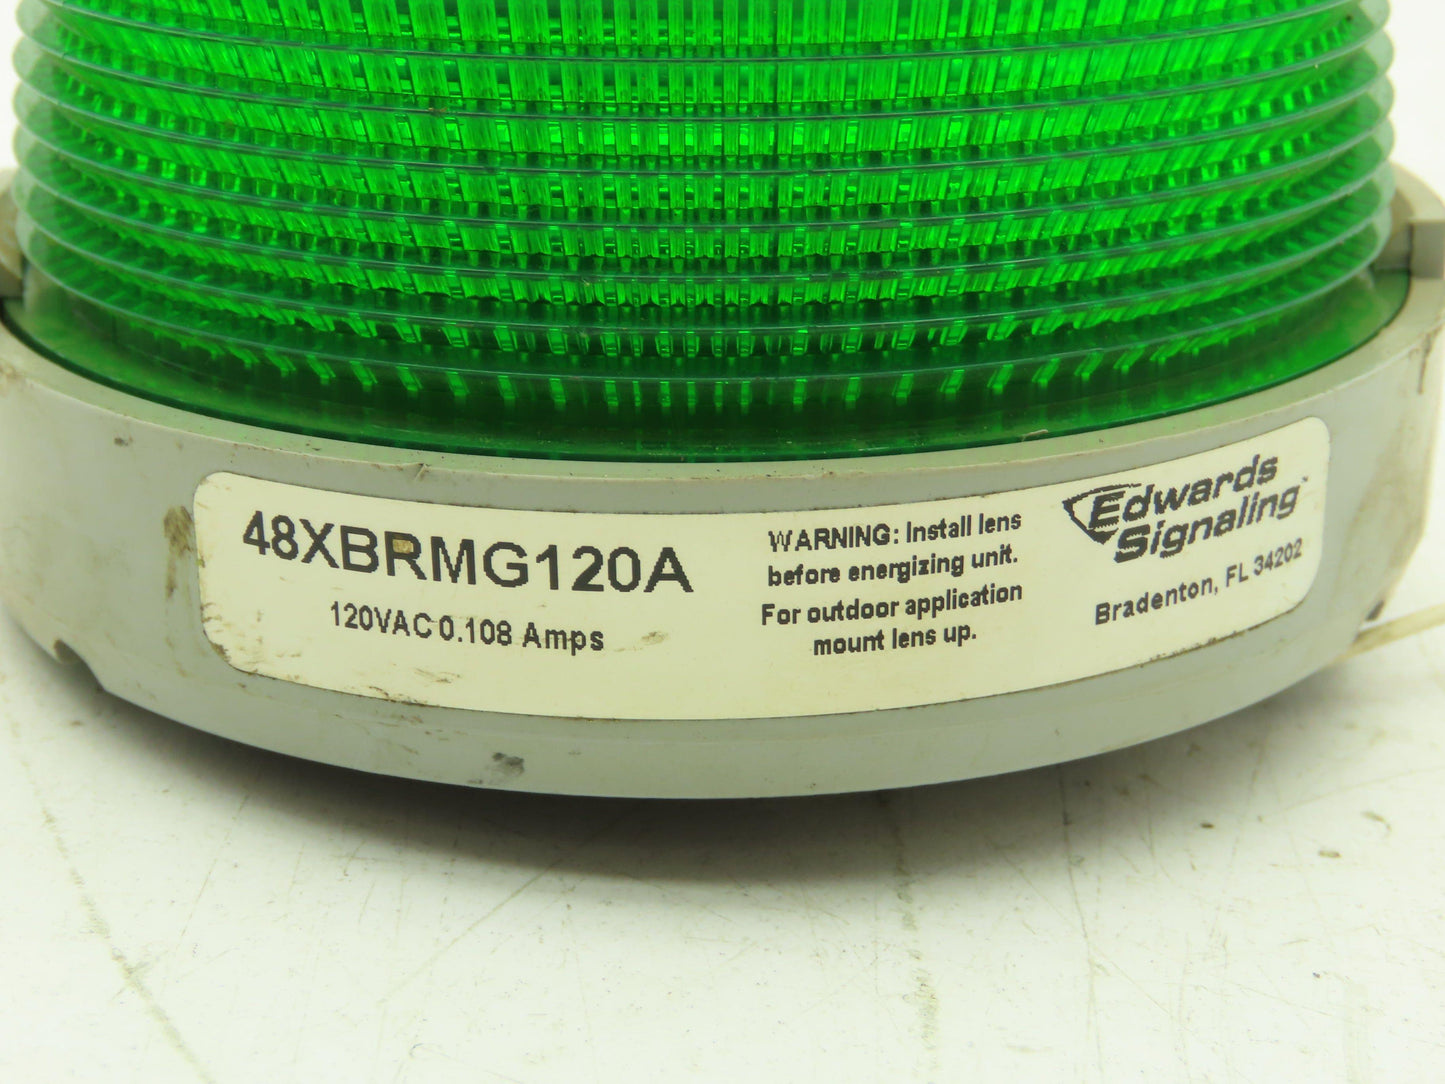 48XBRMG120A
120VAC 0.108 Amps
WARNING: Install lens
before energizing unit.
For outdoor application
mount lens up.
Edwards
Signaling™
Bradenton, FL 34202